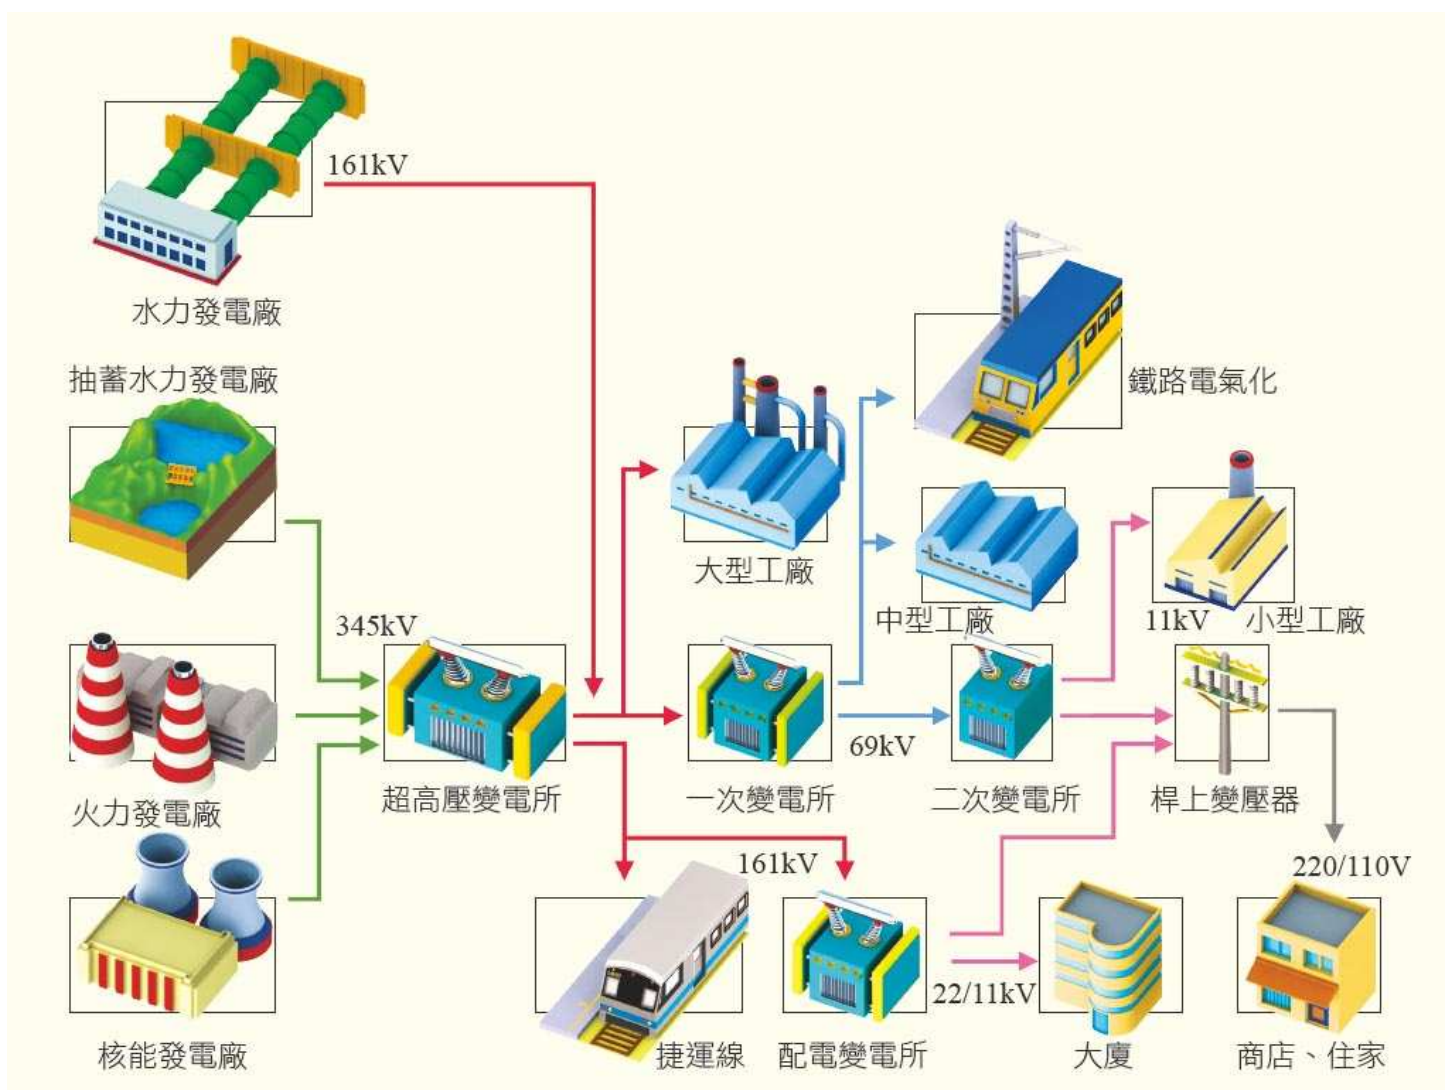 161kV
水力發電廠
抽蓄水力發電廠
鐵路電氣化
大型工廠
中型工廠
11kV
小型工廠
345kV
69kV
火力發電廠
超高壓變電所
一次變電所
二次變電所
桿上變壓器
161kV
220/110V
22/11kV
核能發電廠
捷運線
配電變電所
大廈
商店、住家